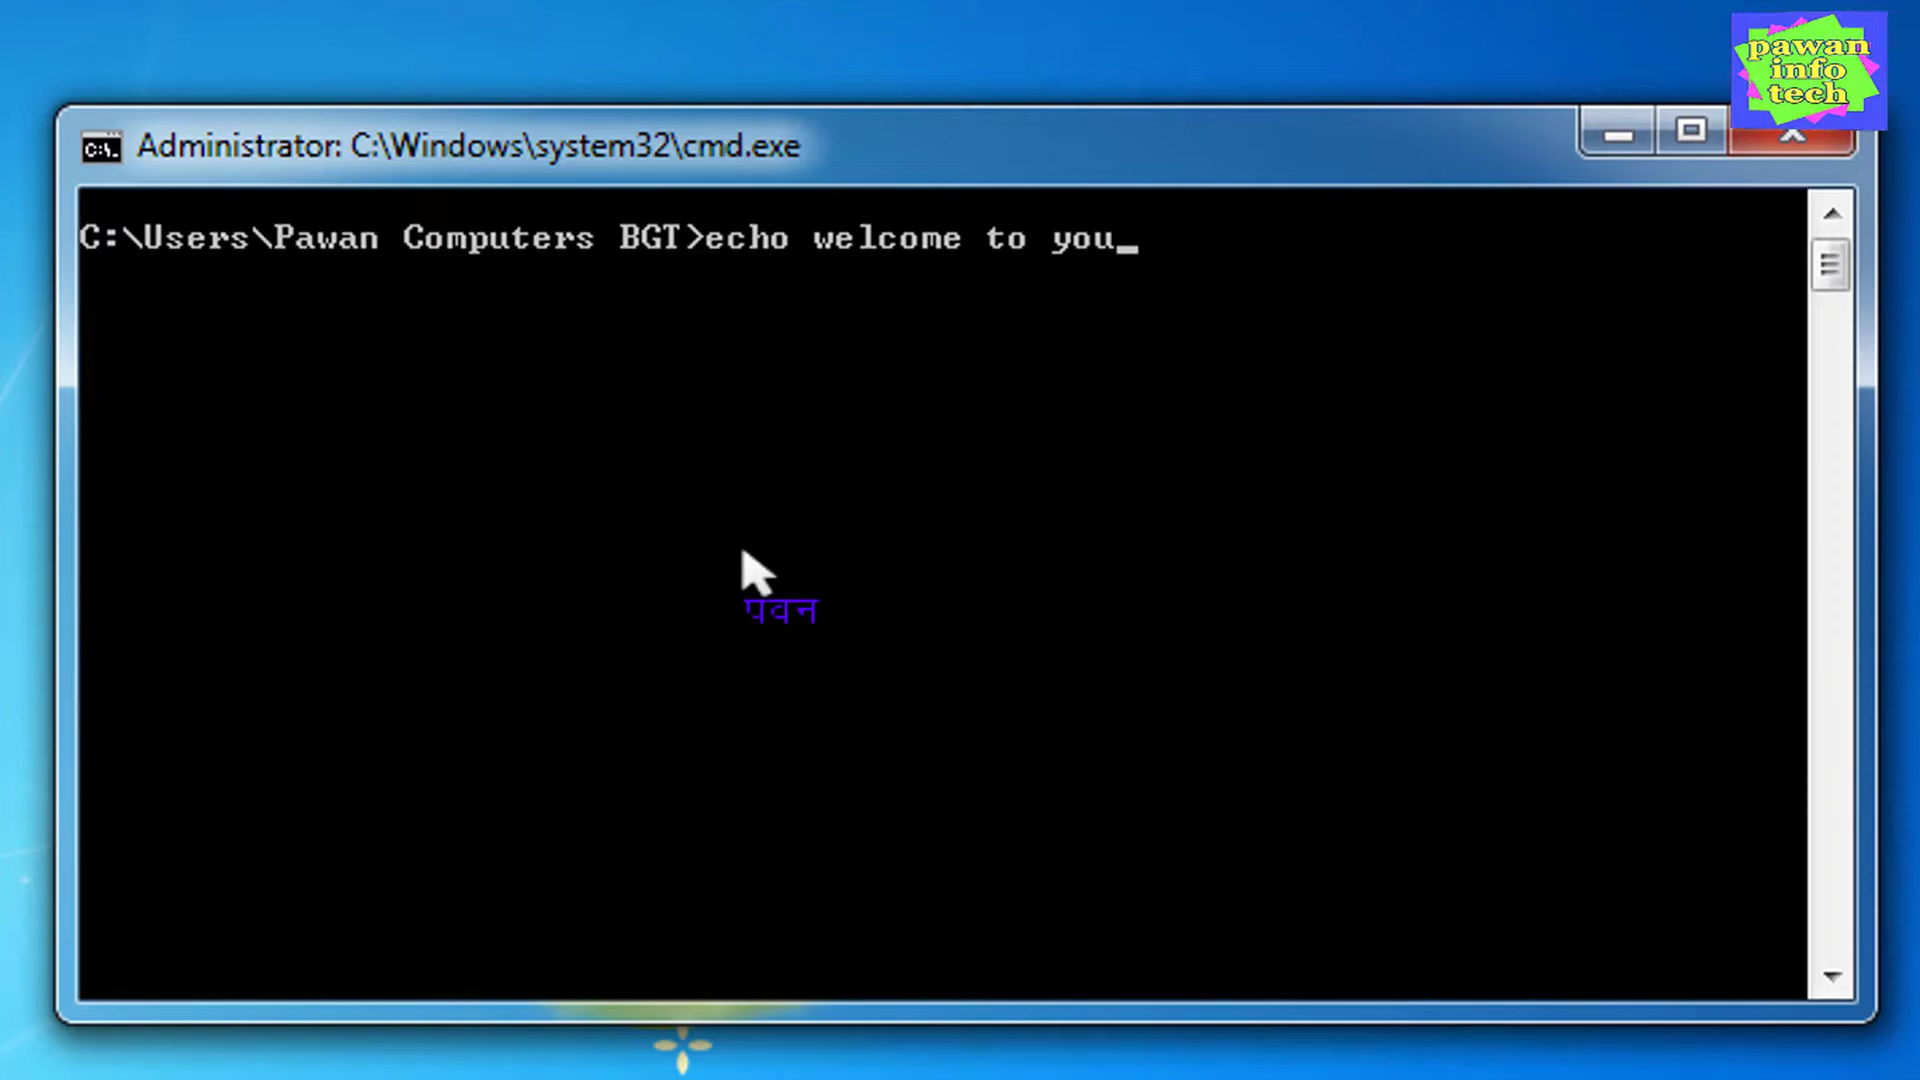 pawan
info
tech
Administrator: C:\Windows\system32\cmd.exe
C:\Users\Pawan Computers BGT>echo welcome to you_
पवन